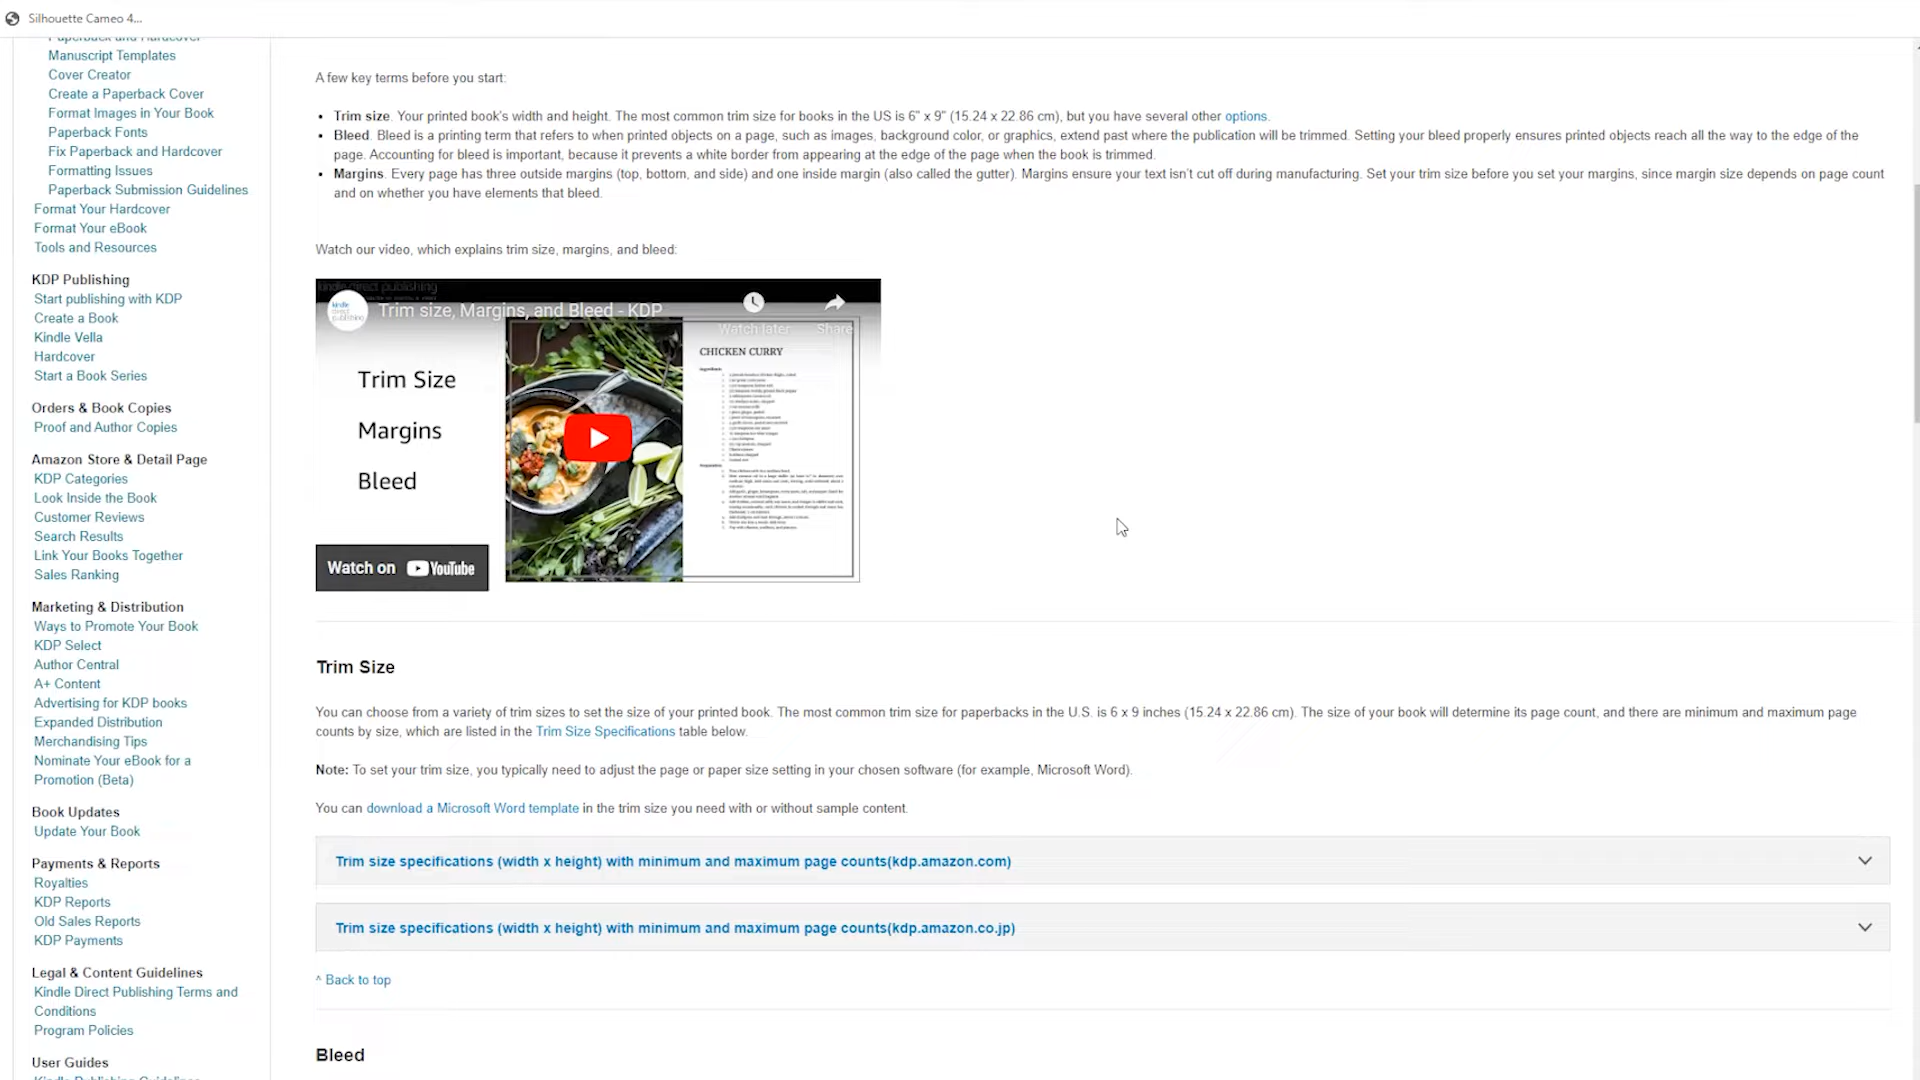 Silhouette Cameo 4...
Paperback and Hardcover
Manuscript Templates
Cover Creator
Create a Paperback Cover
Format Images in Your Book
Paperback Fonts
Fix Paperback and Hardcover
Formatting Issues
Paperback Submission Guidelines
Format Your Hardcover
Format Your eBook
Tools and Resources
KDP Publishing
Start publishing with KDP
Create a Book
Kindle Vella
Hardcover
Start a Book Series
Orders & Book Copies
Proof and Author Copies
Amazon Store & Detail Page
KDP Categories
Look Inside the Book
Customer Reviews
Search Results
Link Your Books Together
Sales Ranking
Marketing & Distribution
Ways to Promote Your Book
KDP Select
Author Central
A+ Content
Advertising for KDP books
Expanded Distribution
Merchandising Tips
Nominate Your eBook for a
Promotion (Beta)
Book Updates
Update Your Book
Payments & Reports
Royalties
KDP Reports
Old Sales Reports
KDP Payments
Legal & Content Guidelines
Kindle Direct Publishing Terms and
Conditions
Program Policies
User Guides
Kindle Publishing Guidelines
A few key terms before you start:
• Trim size. Your printed book's width and height. The most common trim size for books in the US is 6" x 9" (15.24 x 22.86 cm), but you have several other options.
• Bleed. Bleed is a printing term that refers to when printed objects on a page, such as images, background color, or graphics, extend past where the publication will be trimmed. Setting your bleed properly ensures printed objects reach all the way to the edge of the
page. Accounting for bleed is important, because it prevents a white border from appearing at the edge of the page when the book is trimmed.
• Margins. Every page has three outside margins (top, bottom, and side) and one inside margin (also called the gutter). Margins ensure your text isn't cut off during manufacturing. Set your trim size before you set your margins, since margin size depends on page count
and on whether you have elements that bleed.
Watch our video, which explains trim size, margins, and bleed:
kindle direct publishing
kindle direct publishing
Trim size, Margins, and Bleed - KDP
Watch later
Share
Trim Size
Margins
Bleed
CHICKEN CURRY
Watch on YouTube
Trim Size
You can choose from a variety of trim sizes to set the size of your printed book. The most common trim size for paperbacks in the U.S. is 6 x 9 inches (15.24 x 22.86 cm). The size of your book will determine its page count, and there are minimum and maximum page
counts by size, which are listed in the Trim Size Specifications table below.
Note: To set your trim size, you typically need to adjust the page or paper size setting in your chosen software (for example, Microsoft Word).
You can download a Microsoft Word template in the trim size you need with or without sample content.
Trim size specifications (width x height) with minimum and maximum page counts(kdp.amazon.com)
Trim size specifications (width x height) with minimum and maximum page counts(kdp.amazon.co.jp)
^ Back to top
Bleed